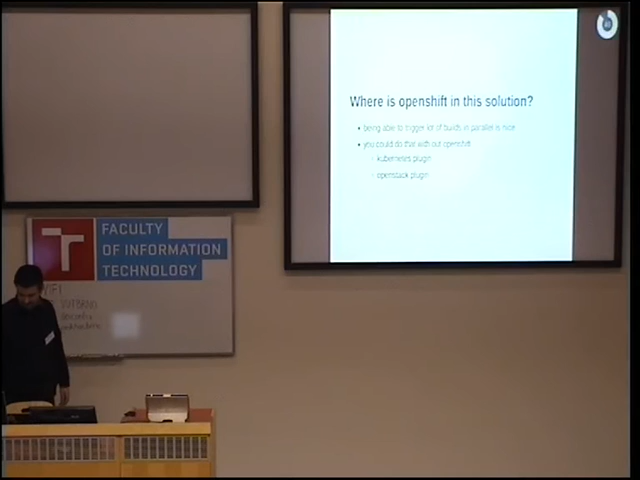 Where is openshift in this solution?
being able to trigger lot of builds in parallel is nice
you could do that with out openshift
kubernetes plugin
openstack plugin
T
FACULTY
OF INFORMATION
TECHNOLOGY